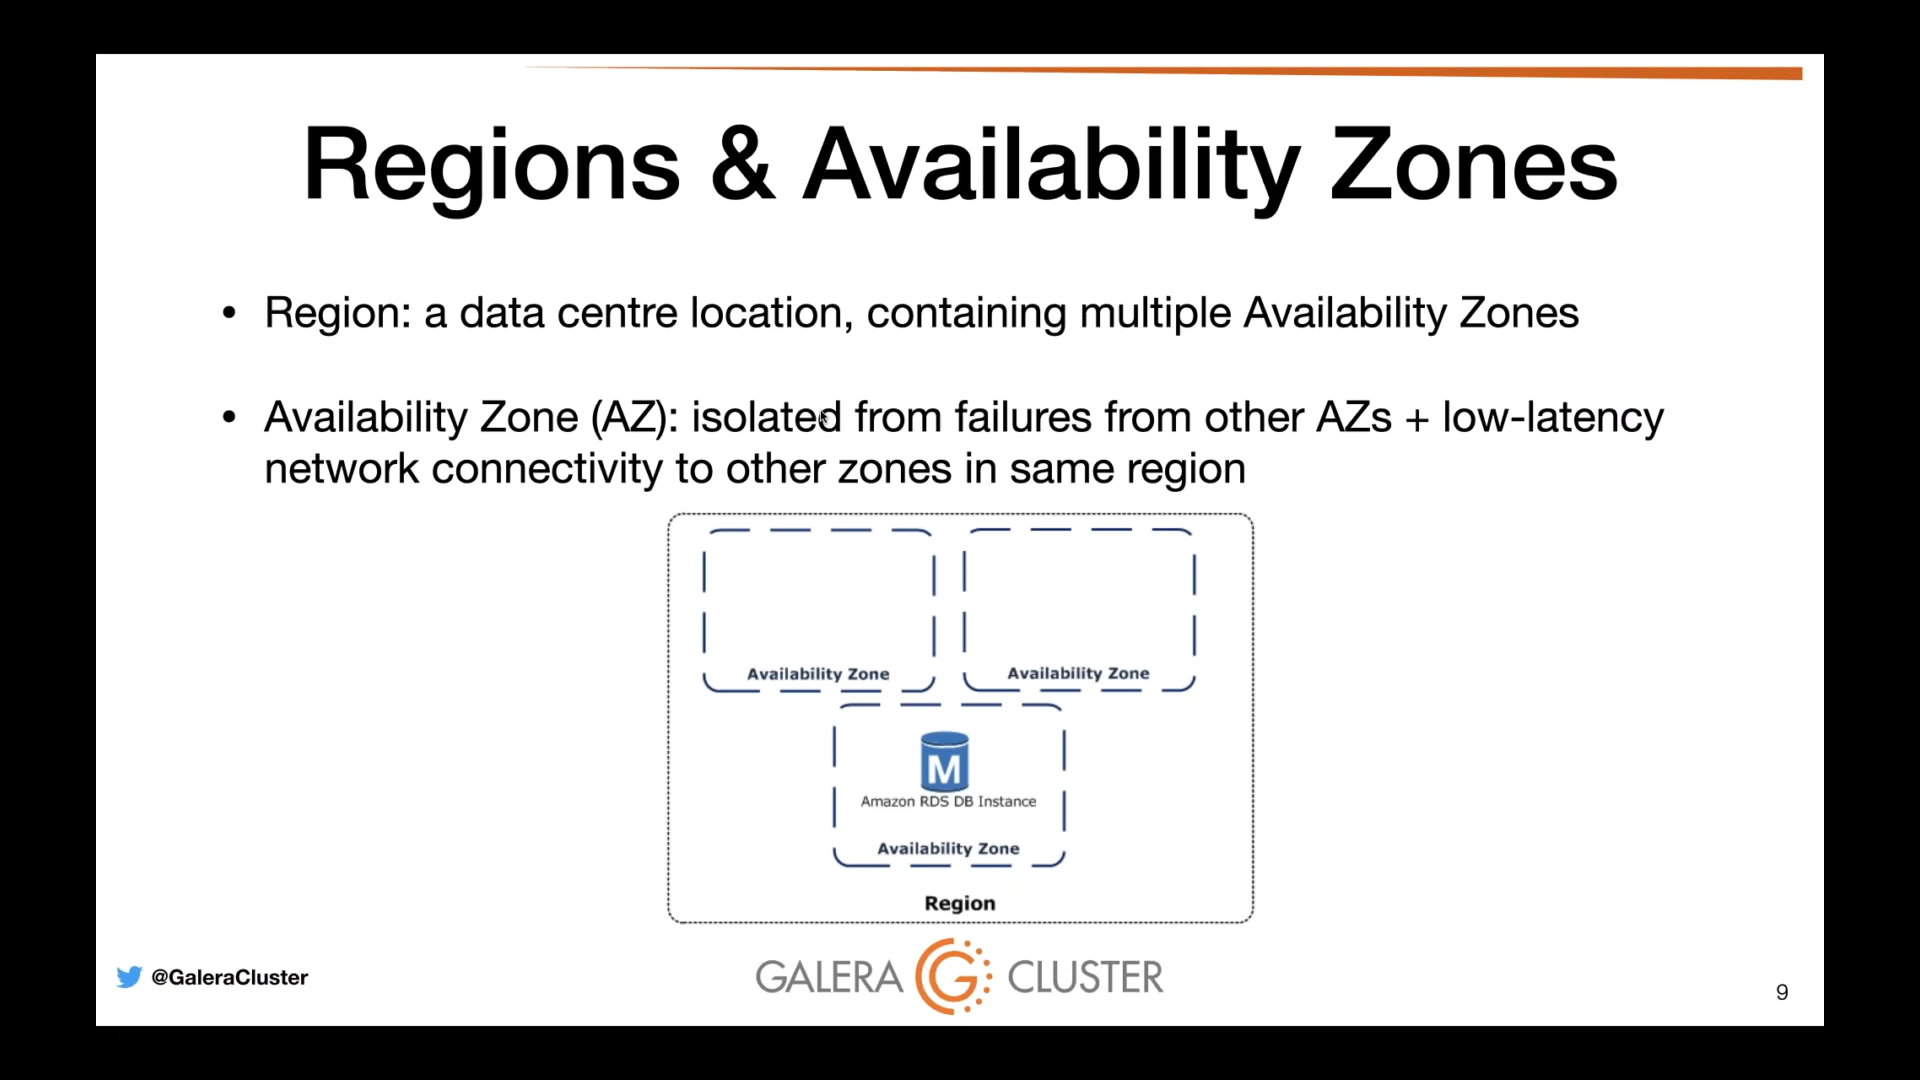 Regions & Availability Zones
• Region: a data centre location, containing multiple Availability Zones
• Availability Zone (AZ): isolated from failures from other AZs + low-latency
network connectivity to other zones in same region
Availability Zone
Availability Zone
M
Amazon RDS DB Instance
Availability Zone
Region
@GaleraCluster
GALERA G CLUSTER
9